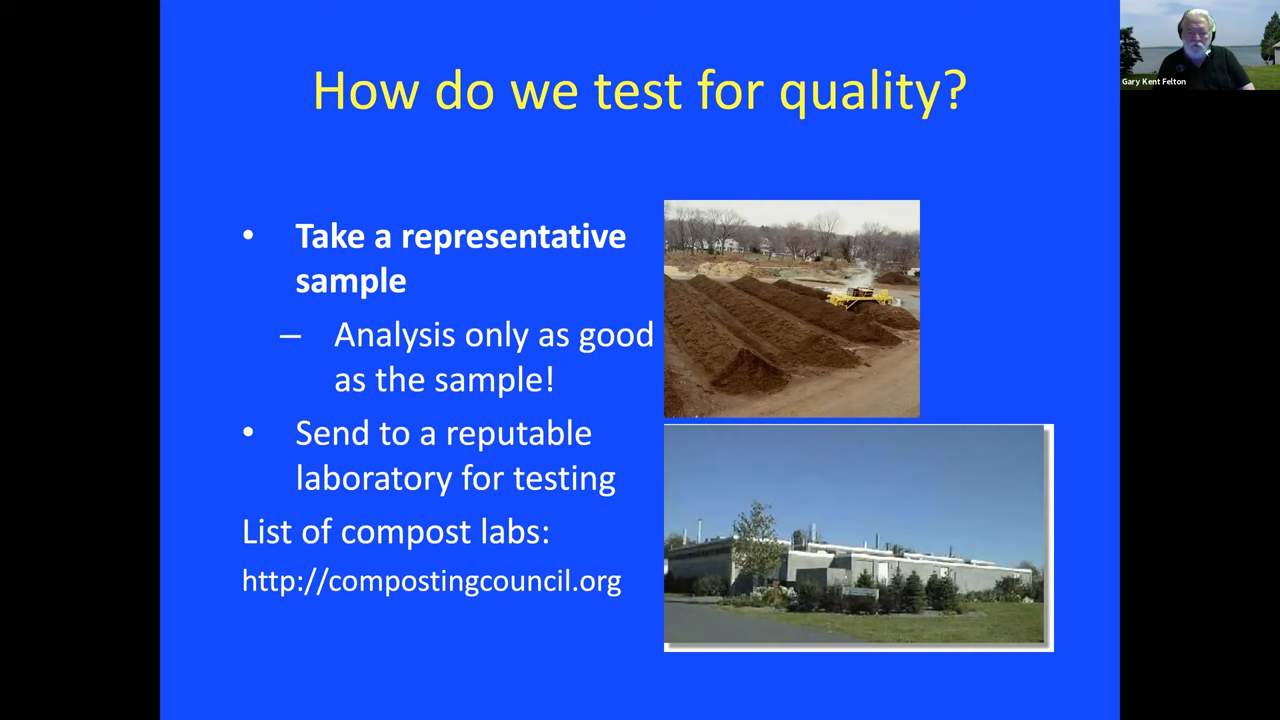 How do we test for quality?
Gary Kent Felton
• Take a representative
sample
– Analysis only as good
as the sample!
• Send to a reputable
laboratory for testing
List of compost labs:
http://compostingcouncil.org